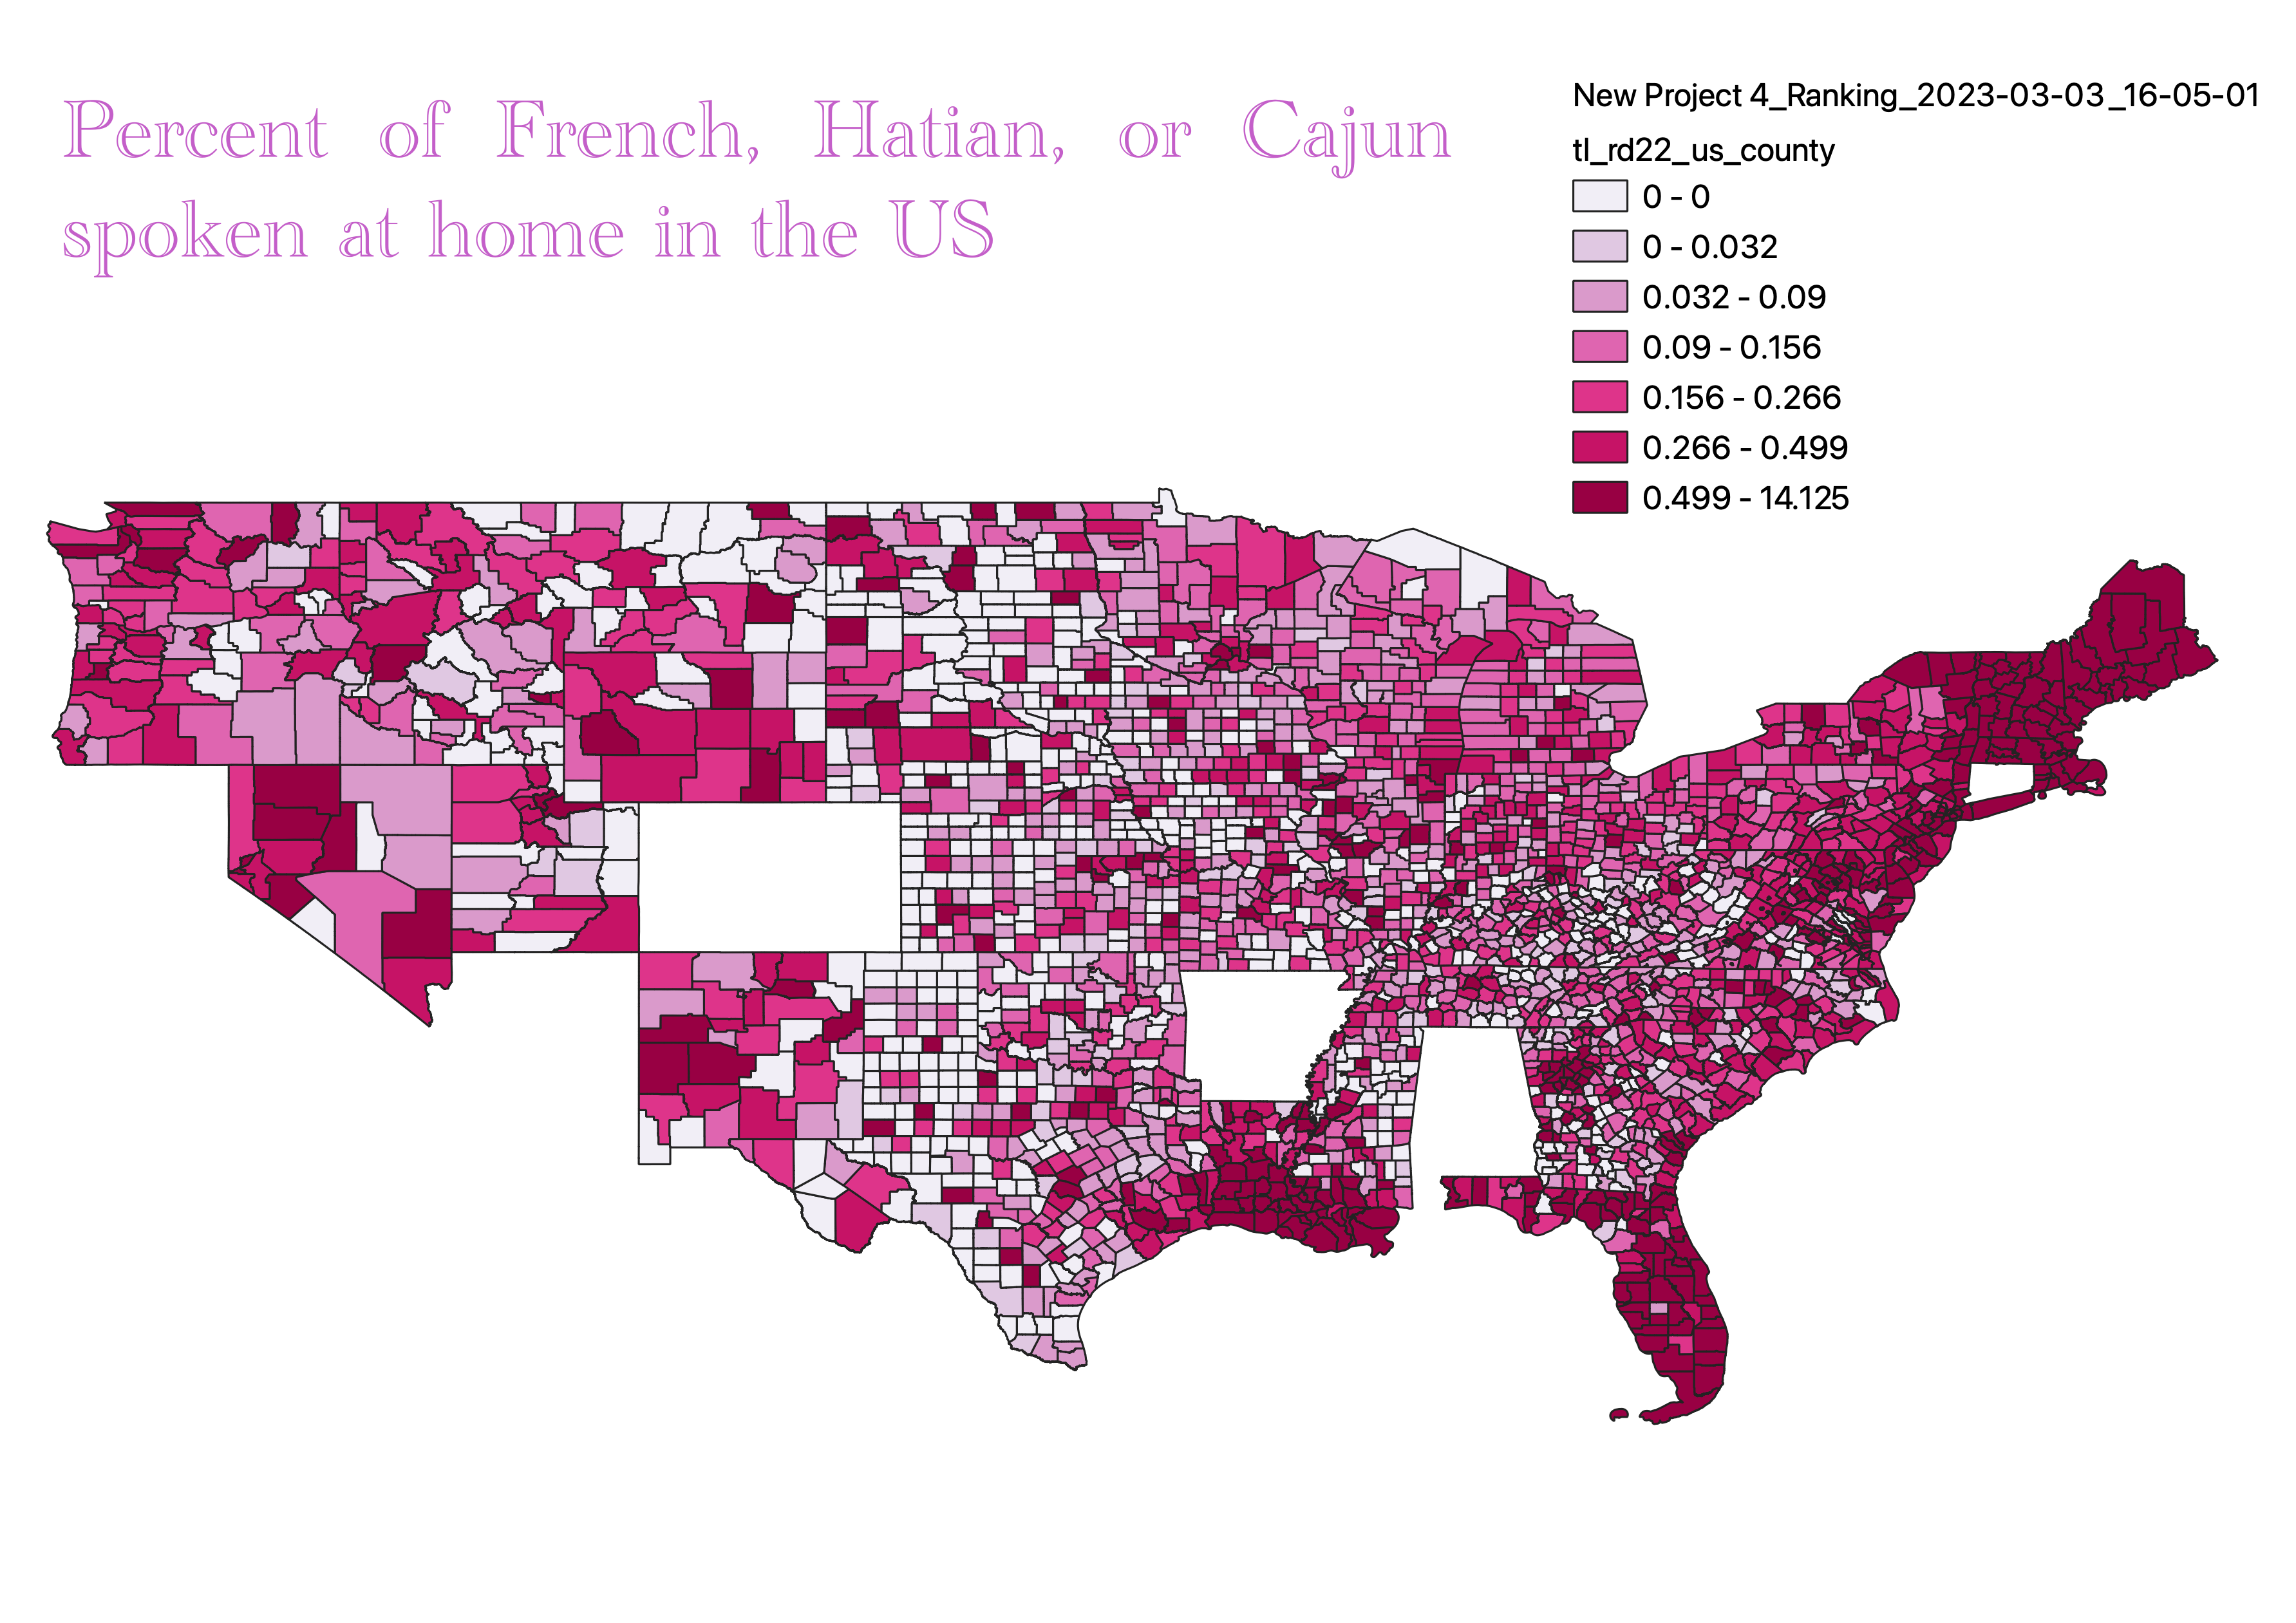 Percent of French, Hatian, or Cajun
spoken at home in the US
New Project 4_Ranking_2023-03-03_16-05-01
tl_rd22_us_county
0 - 0
0 - 0.032
0.032 - 0.09
0.09 - 0.156
0.156 - 0.266
0.266 - 0.499
0.499 - 14.125